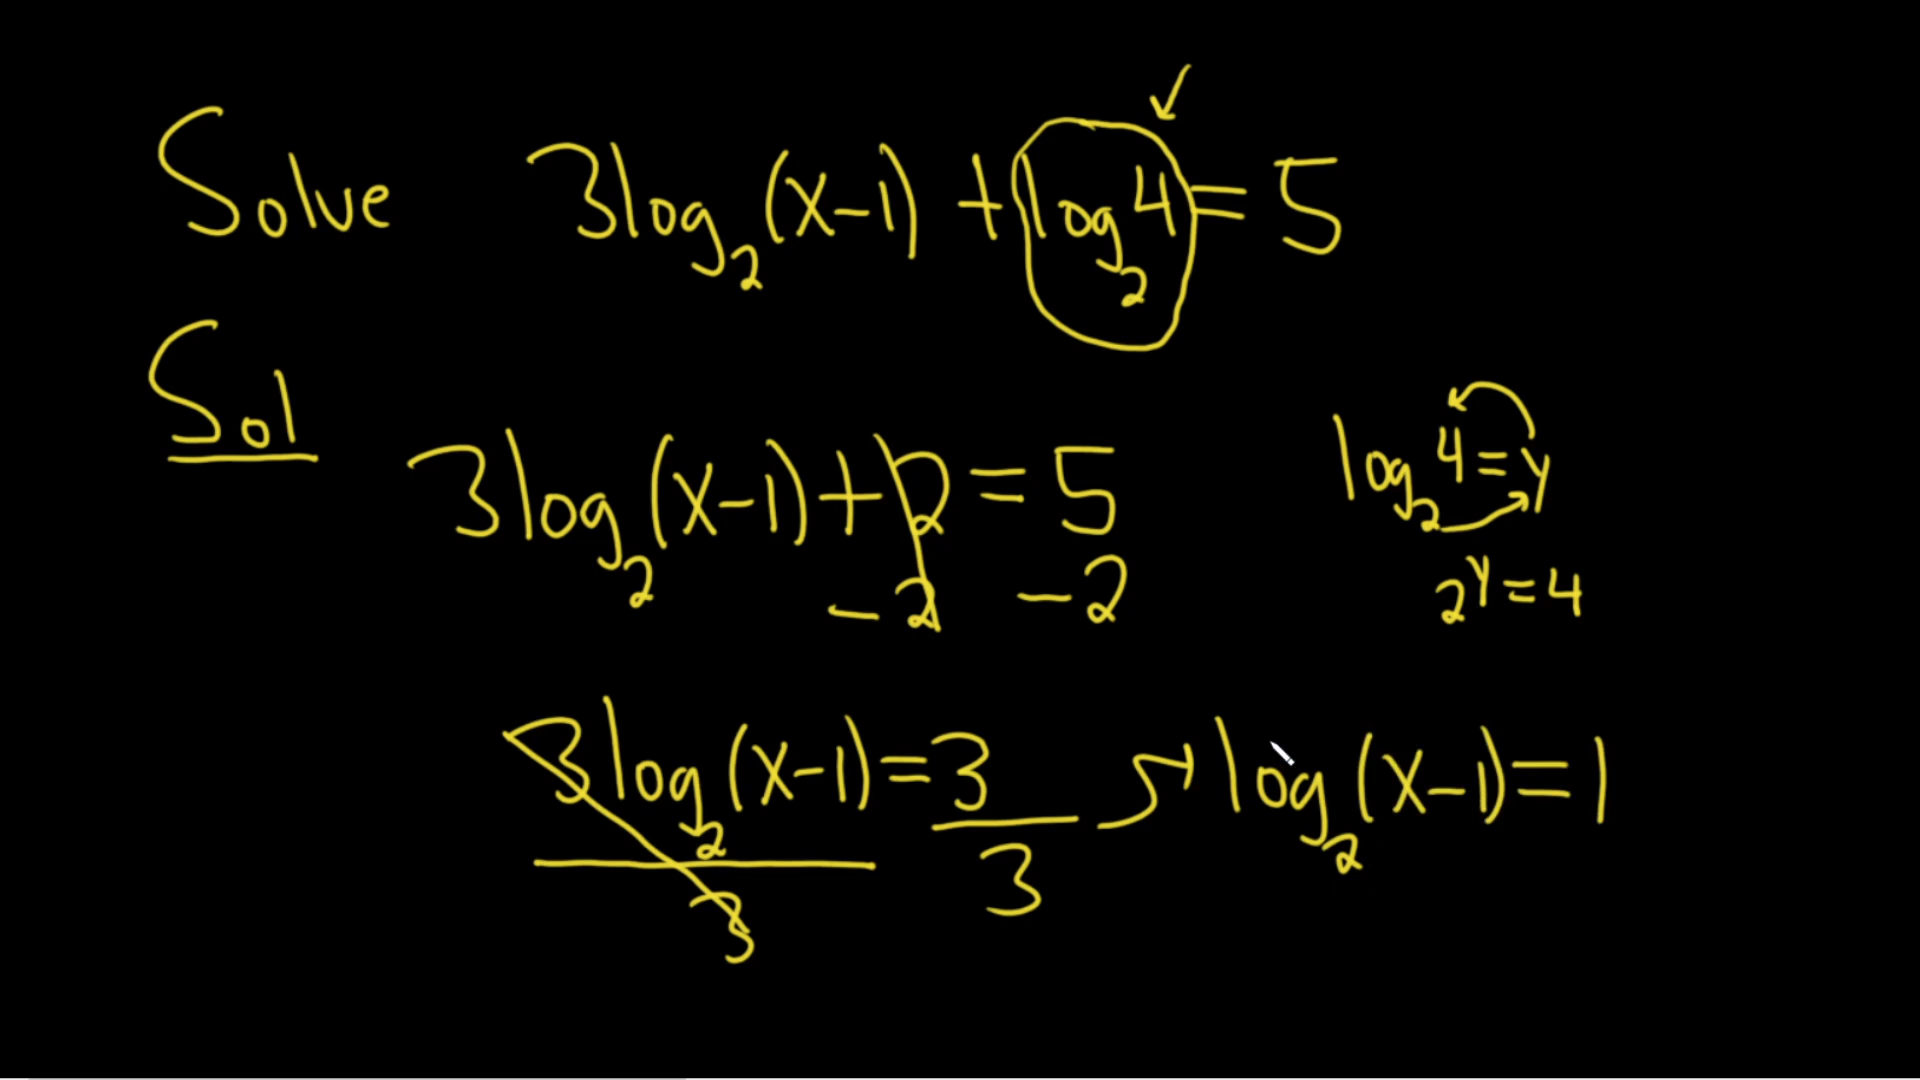 Solve 3log₂(x-1) + log₂4 = 5
Sol
3log₂(x-1) + 2 = 5
-2 -2
log₂4 = y
2^y = 4
3log₂(x-1) = 3
3 3
log₂(x-1) = 1